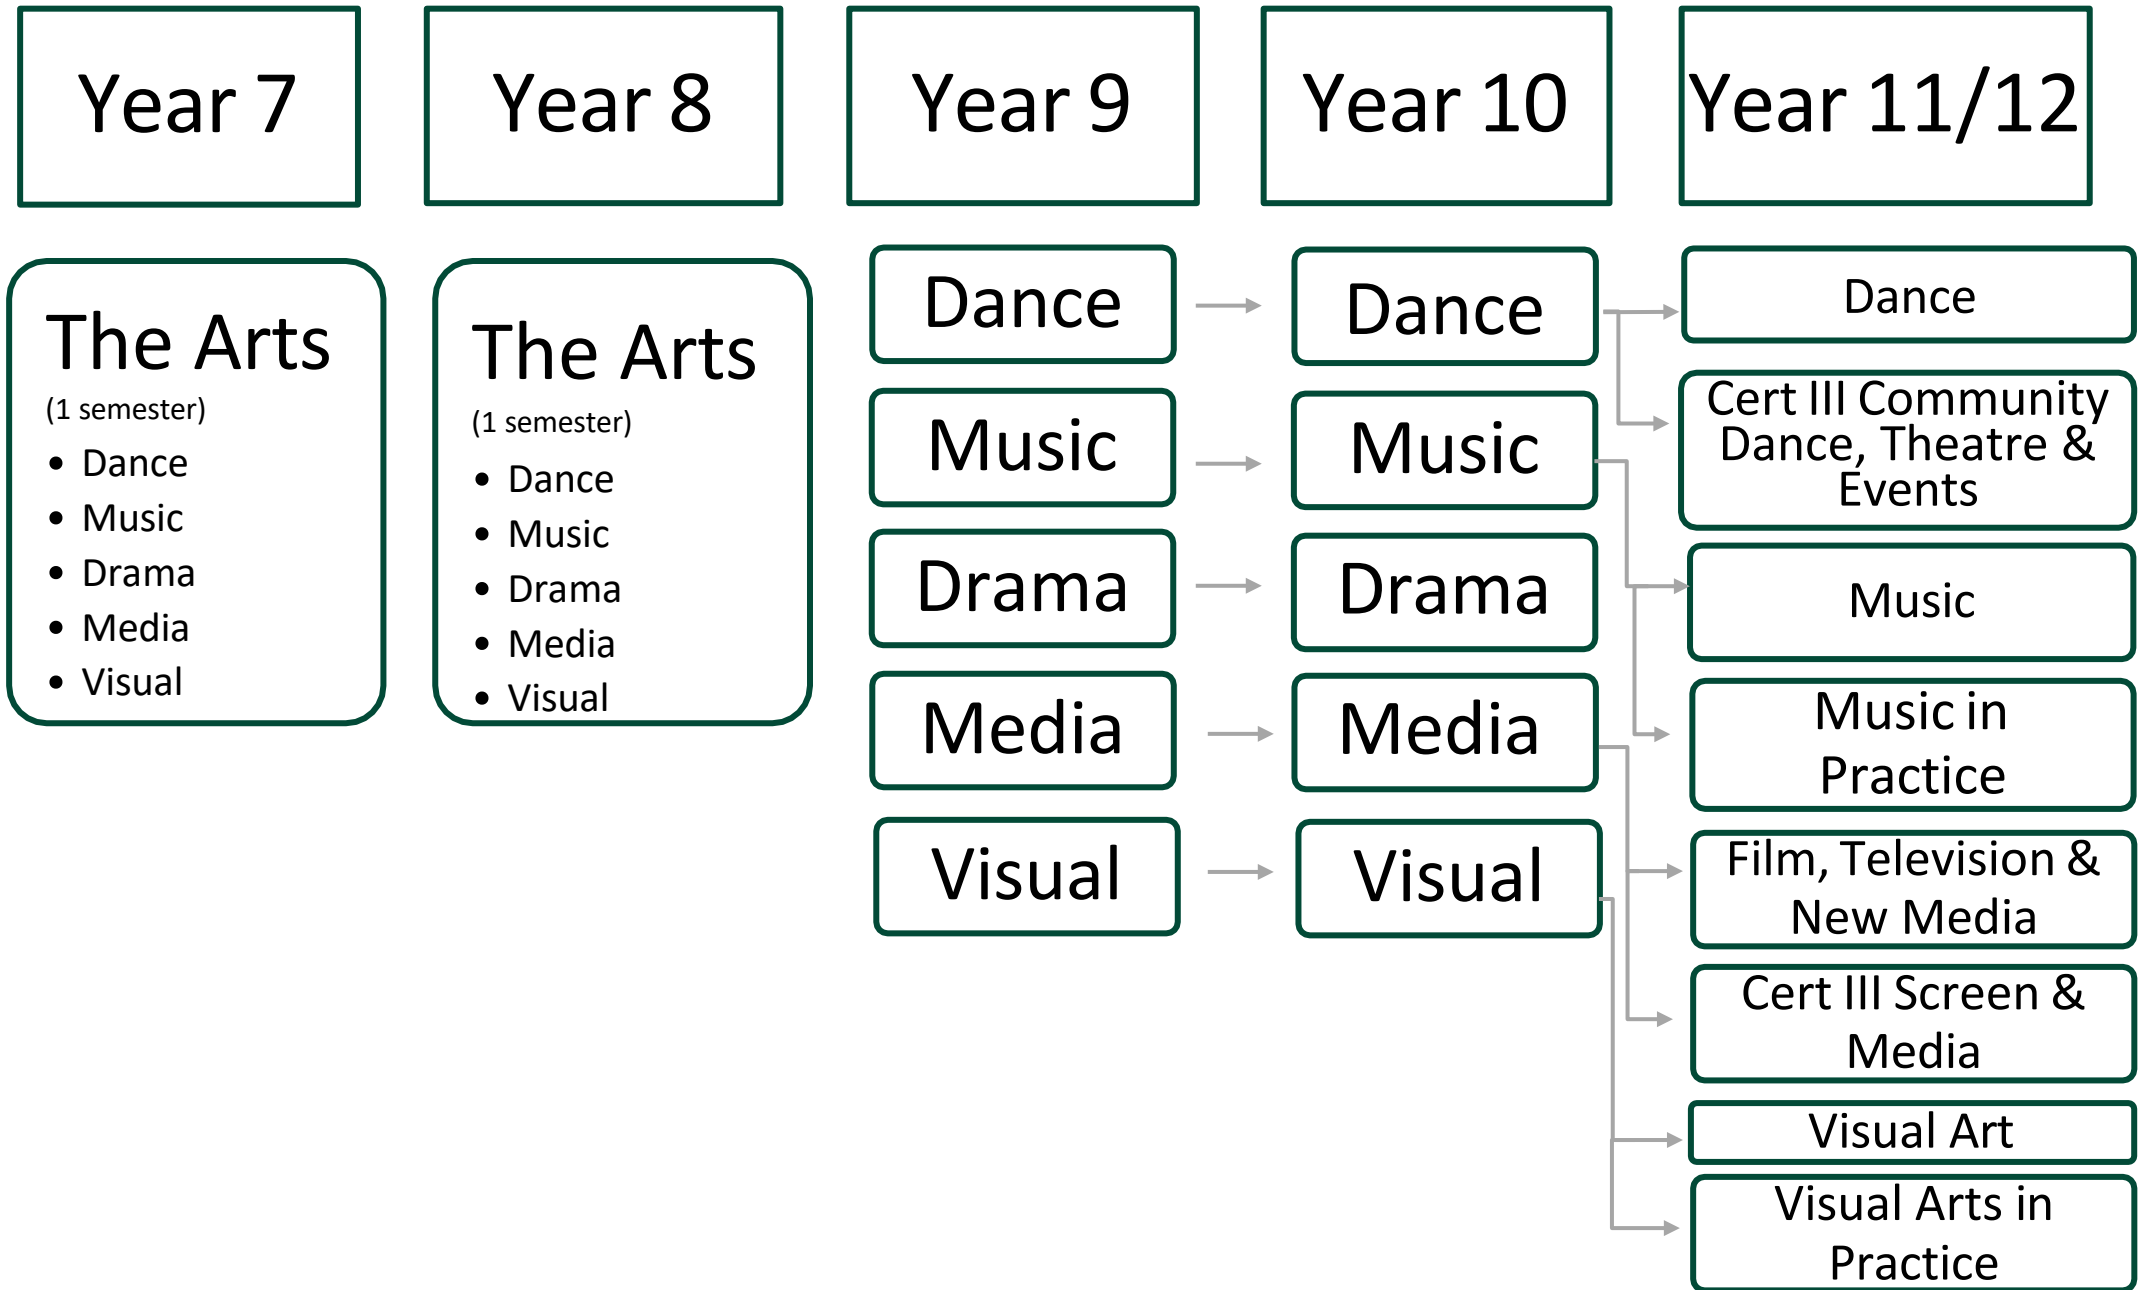 Year 7
Year 8
Year 9
Year 10
Year 11/12
The Arts
(1 semester)
• Dance
• Music
• Drama
• Media
• Visual
The Arts
(1 semester)
• Dance
• Music
• Drama
• Media
• Visual
Dance
Music
Drama
Media
Visual
Dance
Music
Drama
Media
Visual
Dance
Cert III Community
Dance, Theatre &
Events
Music
Music in
Practice
Film, Television &
New Media
Cert III Screen &
Media
Visual Art
Visual Arts in
Practice